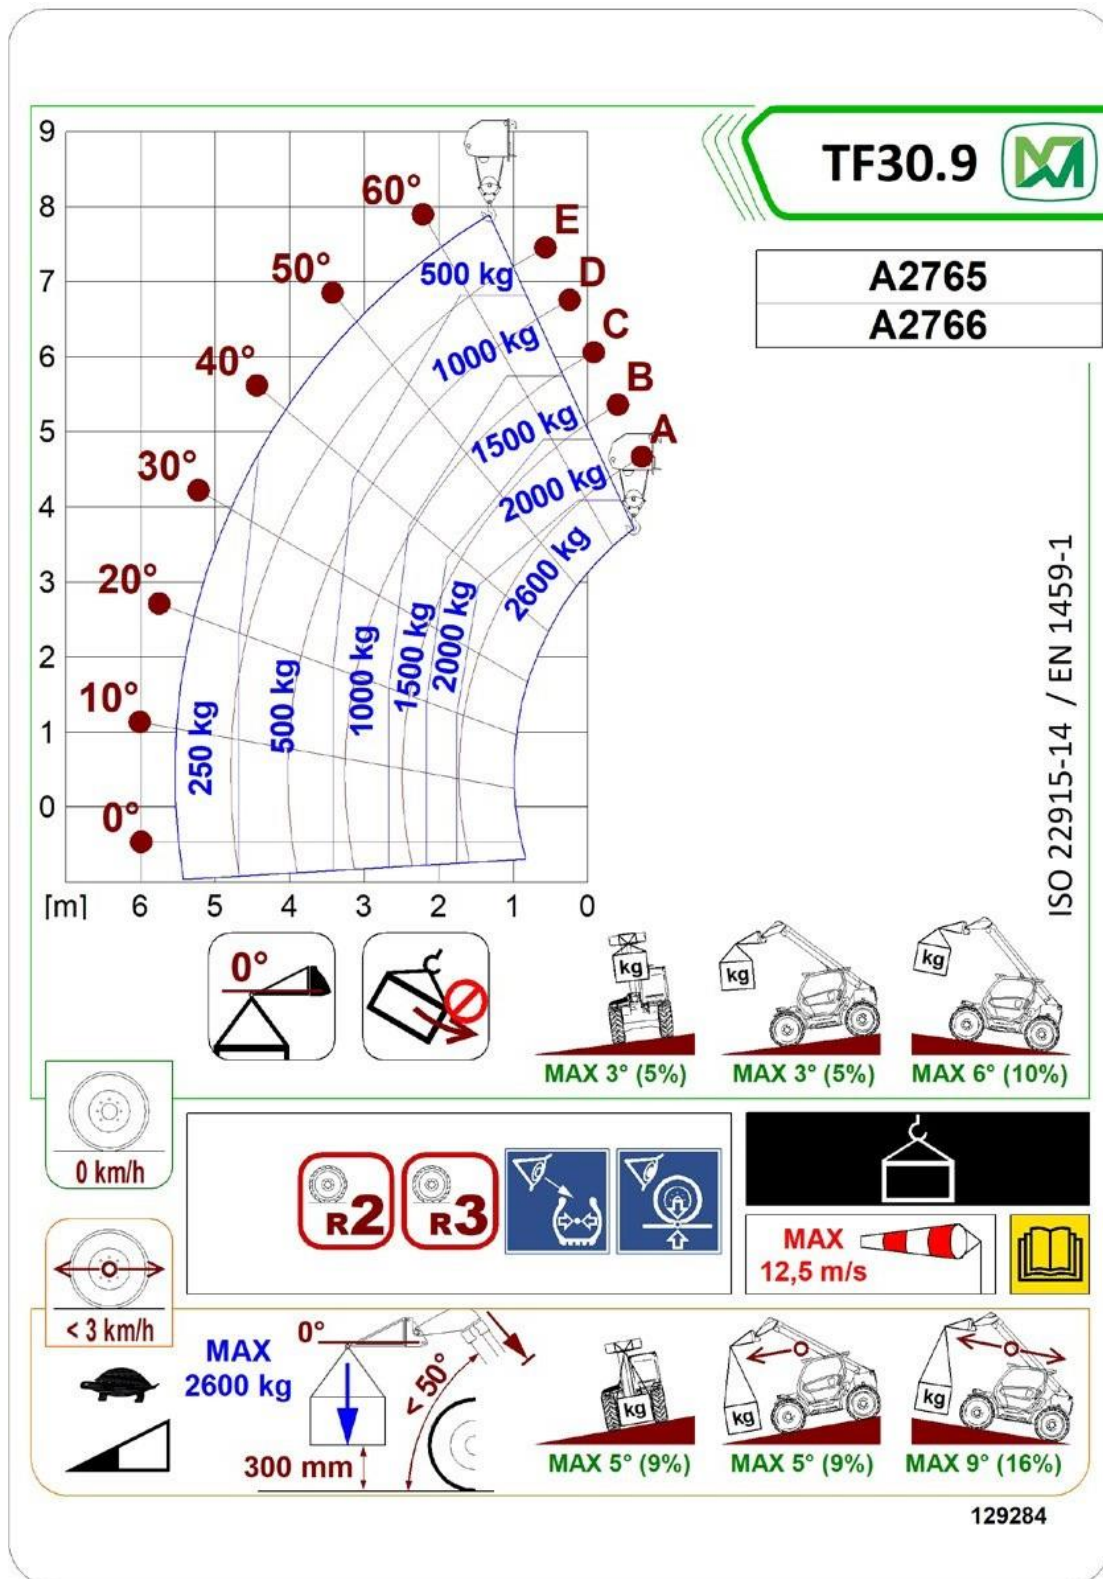 TF30.9
A2765
A2766
9
8
7
6
5
4
3
2
1
0
[m] 6 5 4 3 2 1 0
60°
50°
40°
30°
20°
10°
0°
E
D
C
B
A
500 kg
1000 kg
1500 kg
2000 kg
2600 kg
250 kg
500 kg
1000 kg
1500 kg
2000 kg
ISO 22915-14 / EN 1459-1
0°
kg
kg
kg
MAX 3° (5%)
MAX 3° (5%)
MAX 6° (10%)
0 km/h
R2
R3
MAX
12,5 m/s
< 3 km/h
MAX
2600 kg
0°
< 50°
300 mm
kg
kg
kg
MAX 5° (9%)
MAX 5° (9%)
MAX 9° (16%)
129284